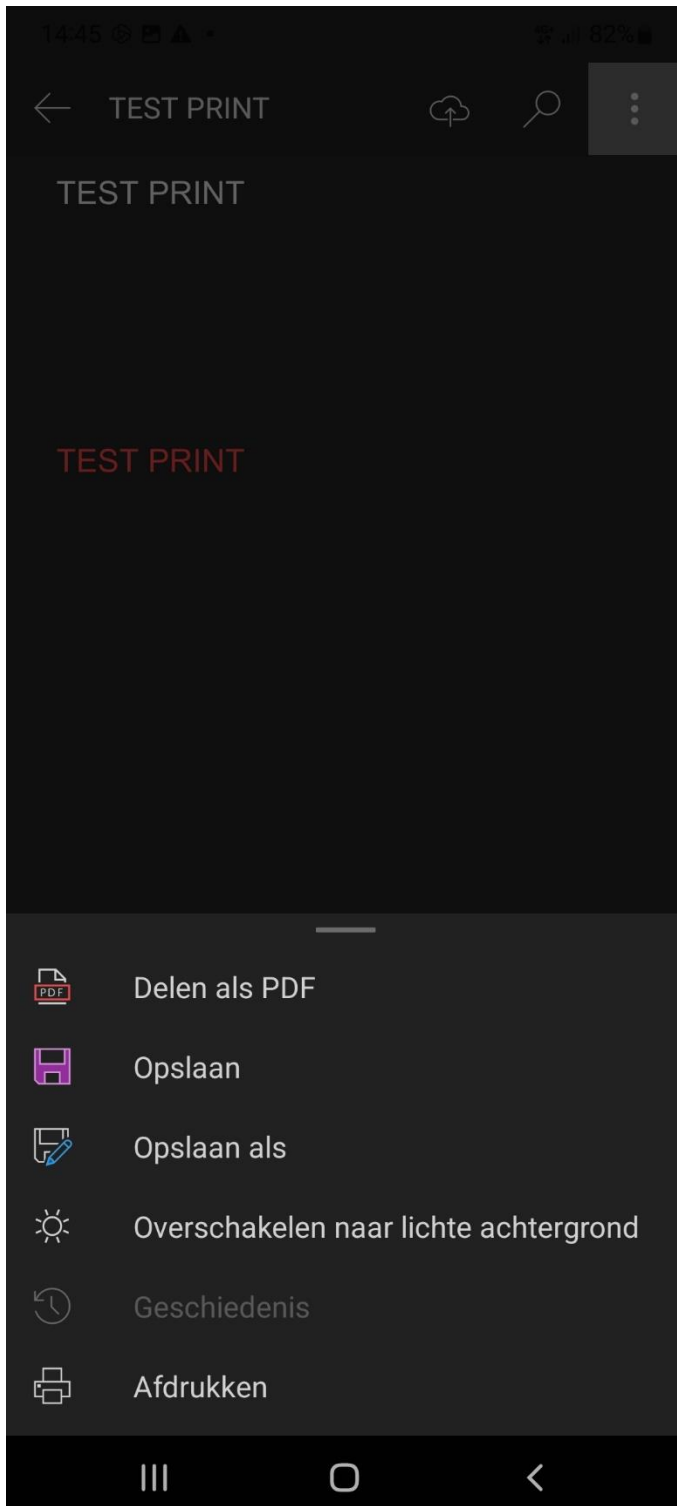 14:45
82%
TEST PRINT
TEST PRINT
TEST PRINT
PDF
Delen als PDF
Opslaan
Opslaan als
Overschakelen naar lichte achtergrond
Geschiedenis
Afdrukken